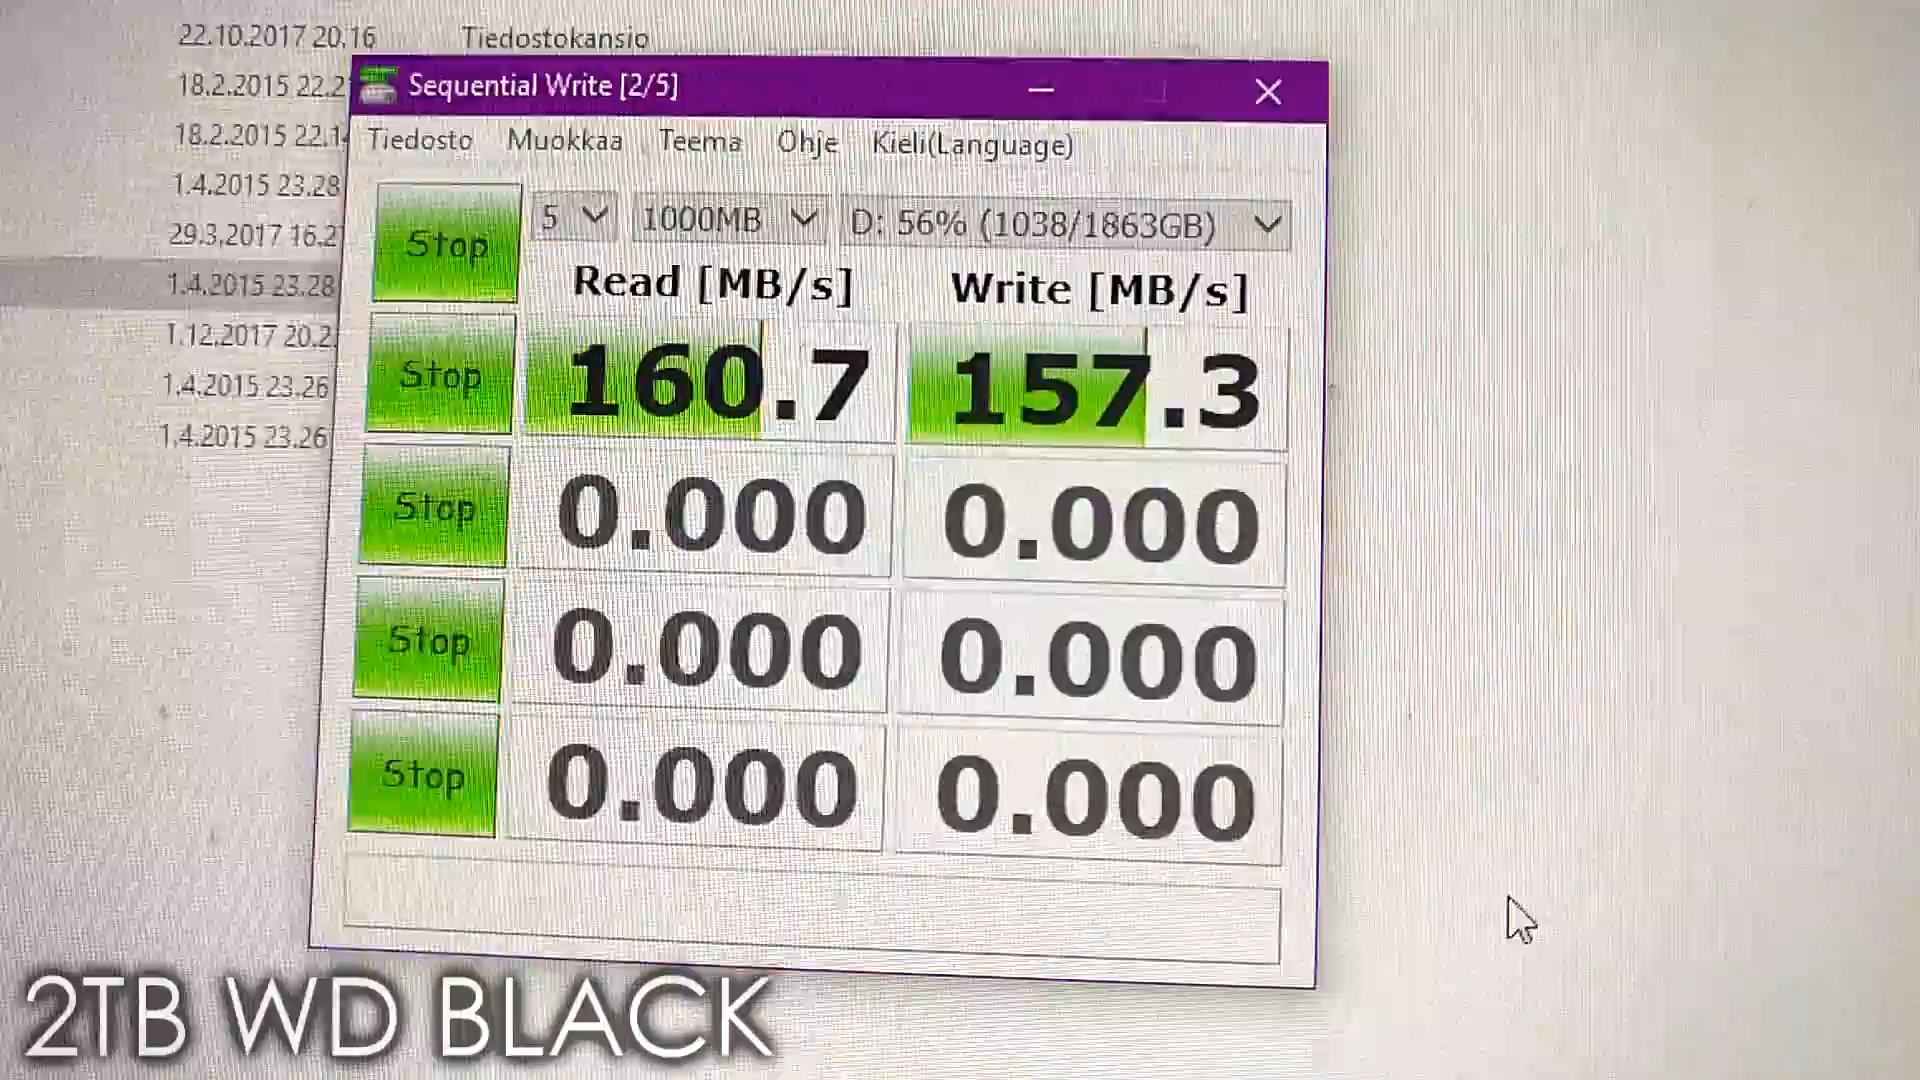 22.10.2017 20.16 Tiedostokansio
18.2.2015 22.2
18.2.2015 22.14
1.4.2015 23.28
29.3.2017 16.2
1.4.2015 23.28
1.12.2017 20.2
1.4.2015 23.26
1.4.2015 23.26
Sequential Write [2/5]
Tiedosto Muokkaa Teema Ohje Kieli(Language)
Stop 5 1000MB D: 56% (1038/1863GB)
Read [MB/s] Write [MB/s]
Stop 160.7 157.3
Stop 0.000 0.000
Stop 0.000 0.000
Stop 0.000 0.000
2TB WD BLACK